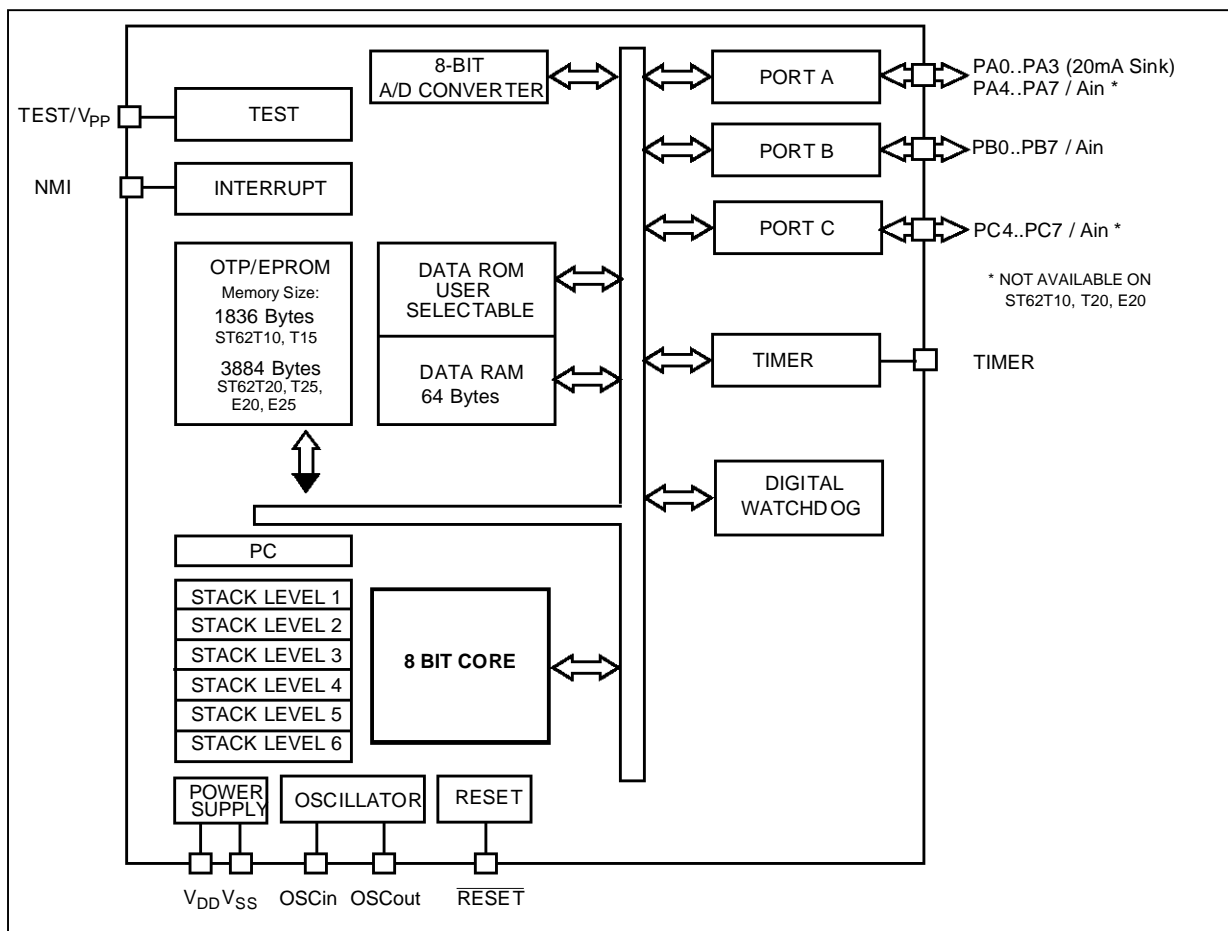 8-BIT
A/D CONVERTER
PORT A
PA0..PA3 (20mA Sink)
PA4..PA7 / Ain *
TEST/VPP
TEST
PORT B
PB0..PB7 / Ain
NMI
INTERRUPT
PORT C
PC4..PC7 / Ain *
OTP/EPROM
Memory Size:
1836 Bytes
ST62T10, T15
3884 Bytes
ST62T20, T25,
E20, E25
DATA ROM
USER
SELECTABLE
DATA RAM
64 Bytes
* NOT AVAILABLE ON
ST62T10, T20, E20
TIMER
TIMER
DIGITAL
WATCHDOG
PC
STACK LEVEL 1
STACK LEVEL 2
STACK LEVEL 3
STACK LEVEL 4
STACK LEVEL 5
STACK LEVEL 6
8 BIT CORE
POWER
SUPPLY
OSCILLATOR
RESET
VDD VSS
OSCin
OSCout
RESET